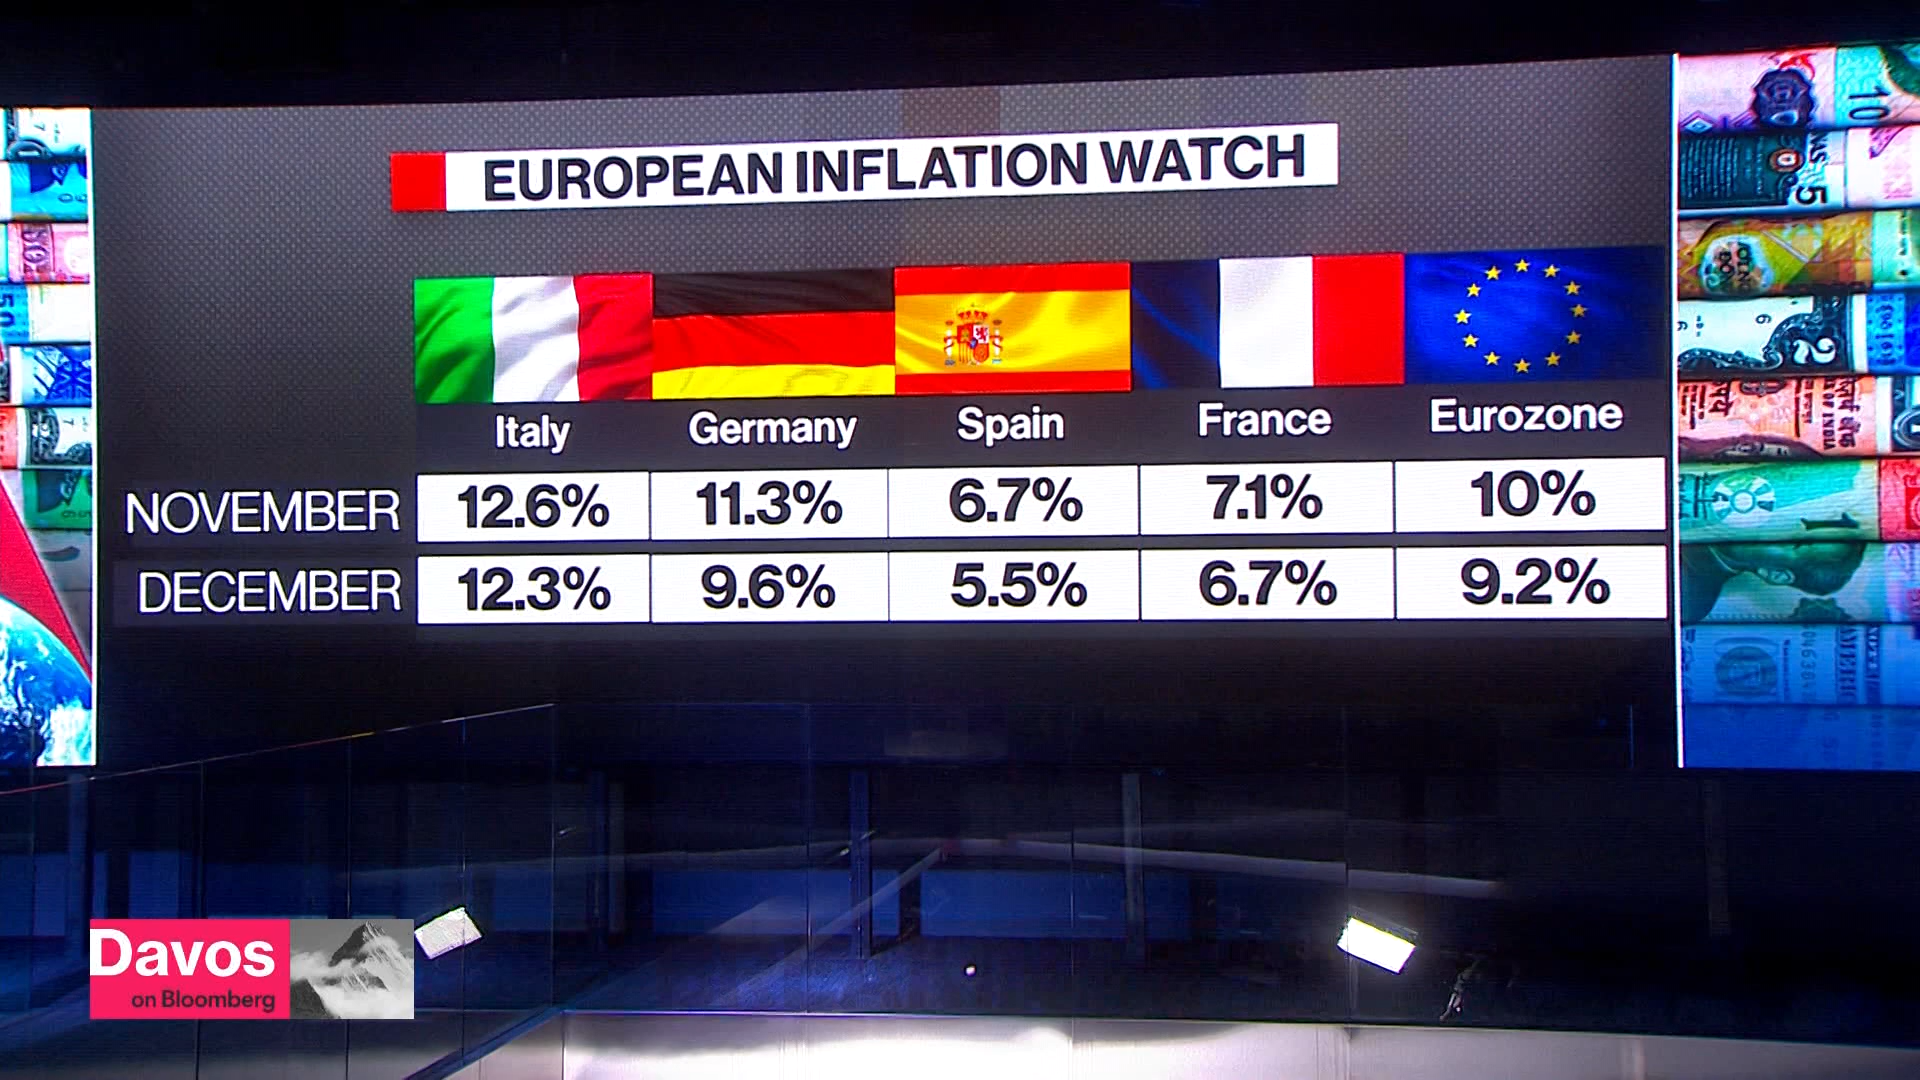 EUROPEAN INFLATION WATCH
Italy Germany Spain France Eurozone
NOVEMBER 12.6% 11.3% 6.7% 7.1% 10%
DECEMBER 12.3% 9.6% 5.5% 6.7% 9.2%
Davos
on Bloomberg